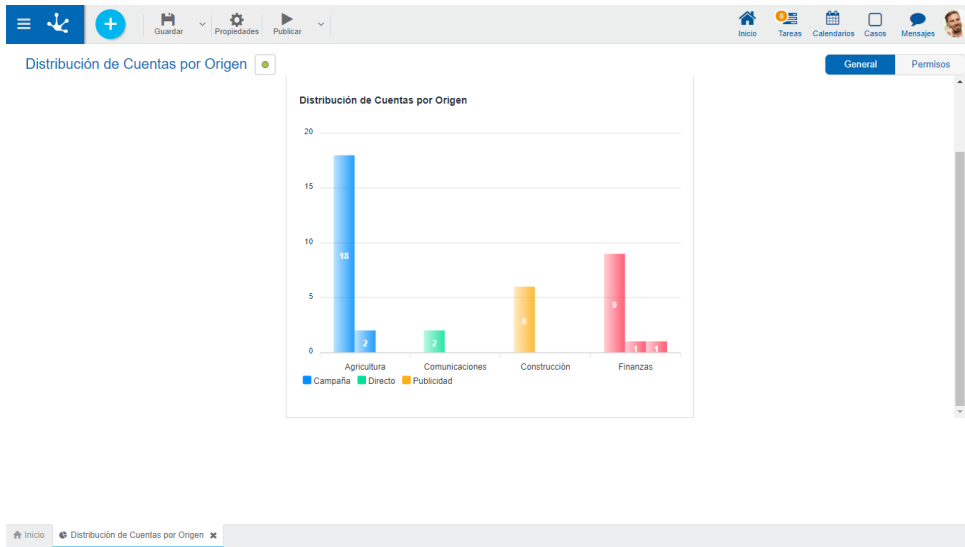 Guardar Propiedades Publicar Inicio 8 Tareas Calendarios Casos Mensajes
Distribución de Cuentas por Origen General Permisos
Distribución de Cuentas por Origen
20
15
10
5
0
18 2 2 6 9 1 1
Agricultura Comunicaciones Construcción Finanzas
Campaña Directo Publicidad
Inicio Distribución de Cuentas por Origen